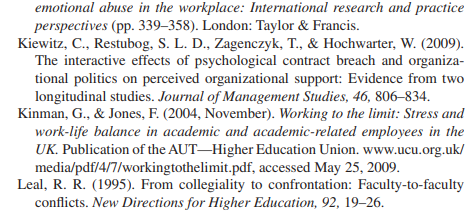 emotional abuse in the workplace: International research and practice
perspectives (pp. 339–358). London: Taylor & Francis.
Kiewitz, C., Restubog, S. L. D., Zagenczyk, T., & Hochwarter, W. (2009).
The interactive effects of psychological contract breach and organiza-
tional politics on perceived organizational support: Evidence from two
longitudinal studies. Journal of Management Studies, 46, 806–834.
Kinman, G., & Jones, F. (2004, November). Working to the limit: Stress and
work-life balance in academic and academic-related employees in the
UK. Publication of the AUT—Higher Education Union. www.ucu.org.uk/
media/pdf/4/7/workingtothelimit.pdf, accessed May 25, 2009.
Leal, R. R. (1995). From collegiality to confrontation: Faculty-to-faculty
conflicts. New Directions for Higher Education, 92, 19–26.